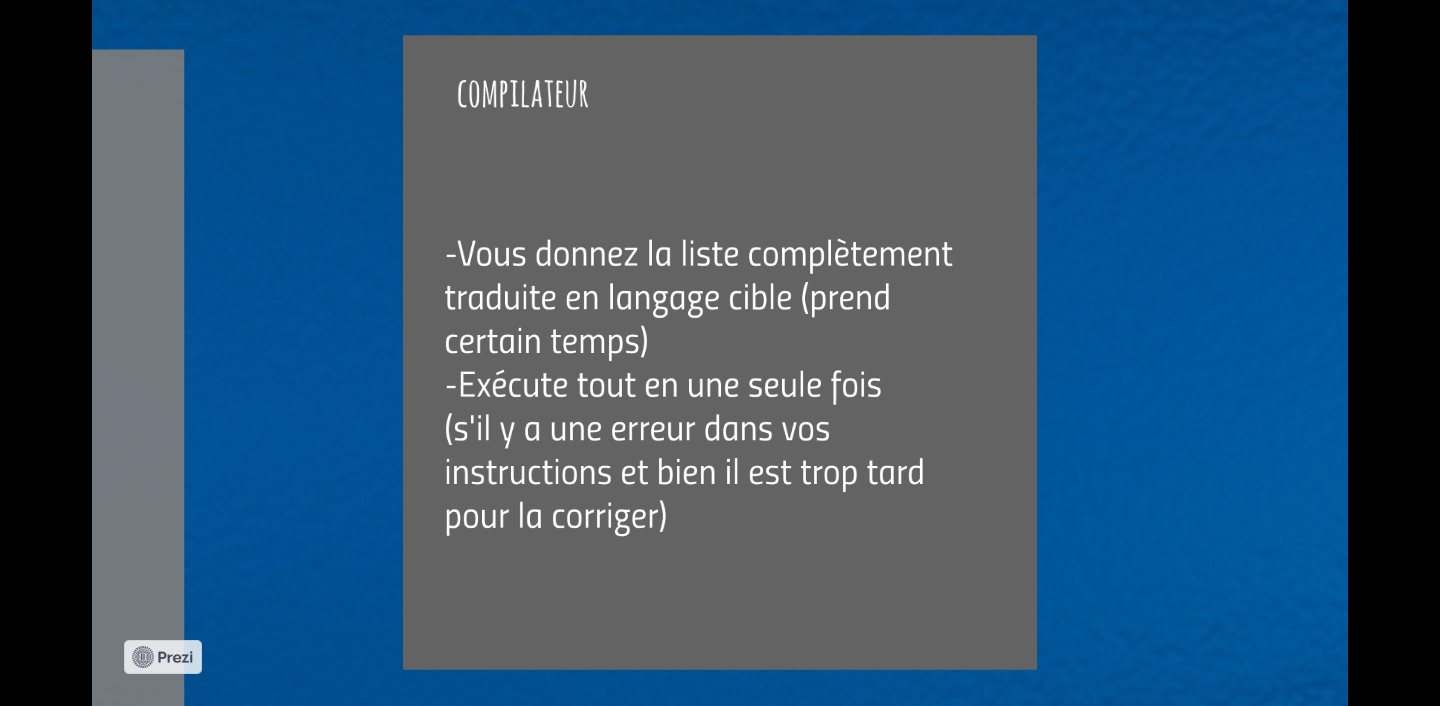 COMPILATEUR
-Vous donnez la liste complètement
traduite en langage cible (prend
certain temps)
-Exécute tout en une seule fois
(s'il y a une erreur dans vos
instructions et bien il est trop tard
pour la corriger)
Prezi